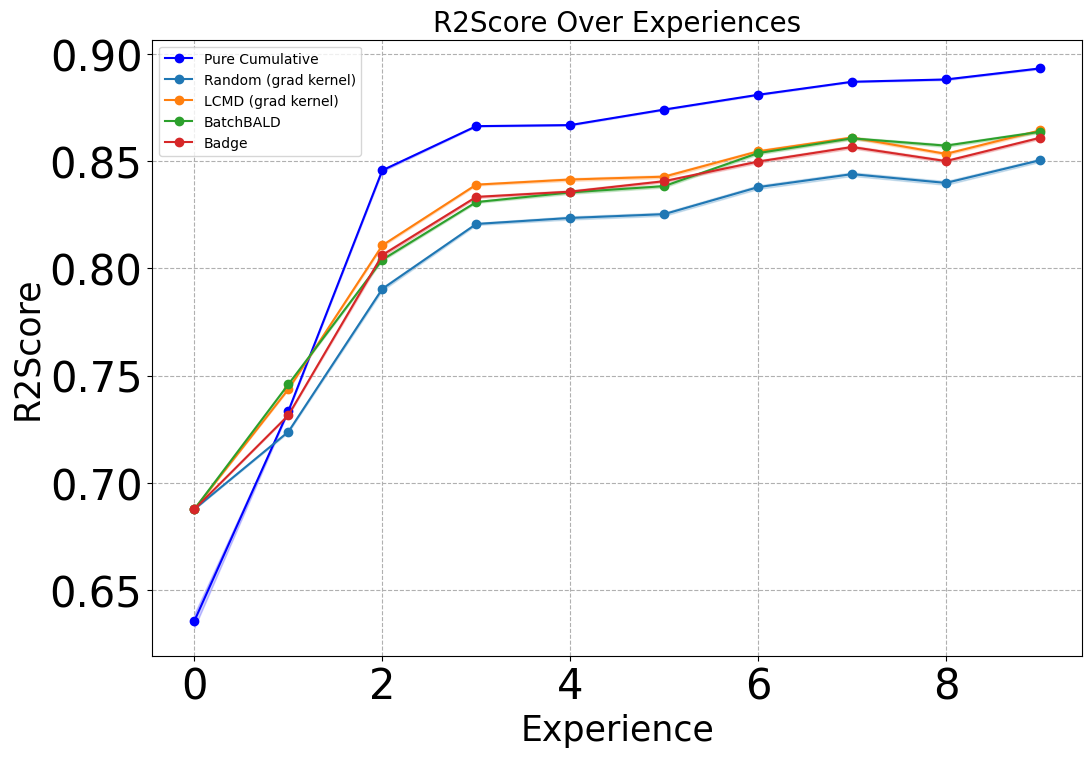 R2Score Over Experiences
0.90
0.85
0.80
0.75
0.70
0.65
R2Score
Pure Cumulative
Random (grad kernel)
LCMD (grad kernel)
BatchBALD
Badge
0 2 4 6 8
Experience